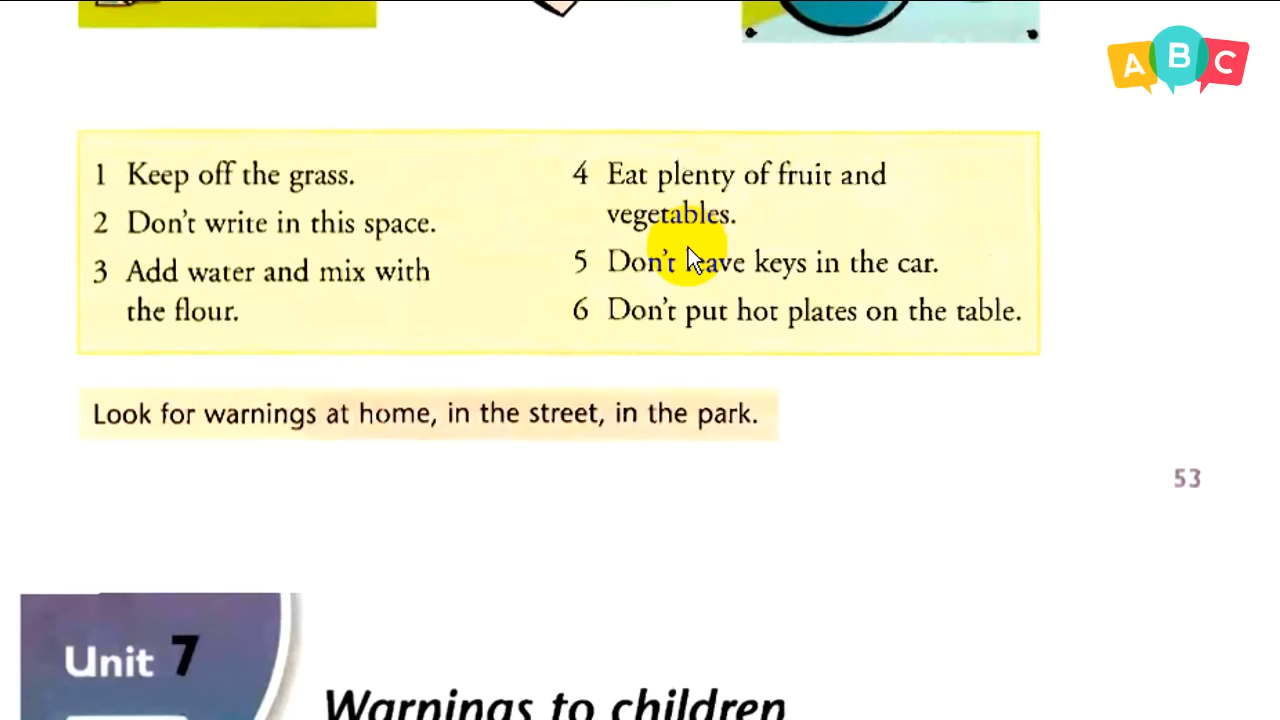 A B C
1 Keep off the grass.
2 Don't write in this space.
3 Add water and mix with
the flour.
4 Eat plenty of fruit and
vegetables.
5 Don't leave keys in the car.
6 Don't put hot plates on the table.
Look for warnings at home, in the street, in the park.
53
Unit 7
Warnings to children